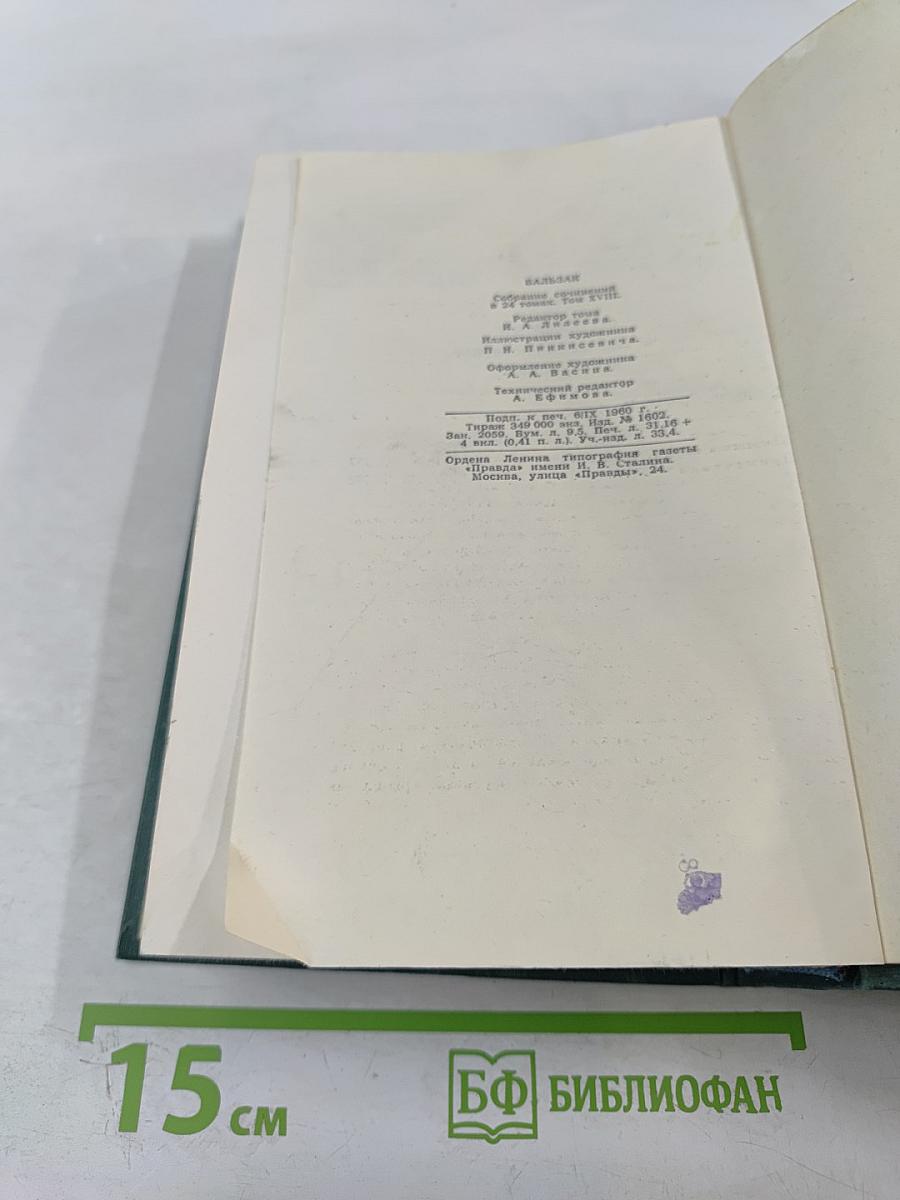 БАЛЬЗАК
Собрание сочинений
в 24 томах. Том XVIII.
Редактор тома
И. А. Лилеева.
Иллюстрации художника
П. Н. Пинкисевича.
Оформление художника
А. А. Васина.
Технический редактор
А. Ефимова.
Подп. к печ. 6/IX 1960 г.
Тираж 349 000 экз. Изд. № 1602.
Зак. 2059. Бум. л. 9,5. Печ. л. 31,16 +
4 вкл. (0,41 п. л.). Уч.-изд. л. 33,4.
Ордена Ленина типография газеты
«Правда» имени И. В. Сталина.
Москва, улица «Правды», 24.
15 см
БФ БИБЛИОФАН